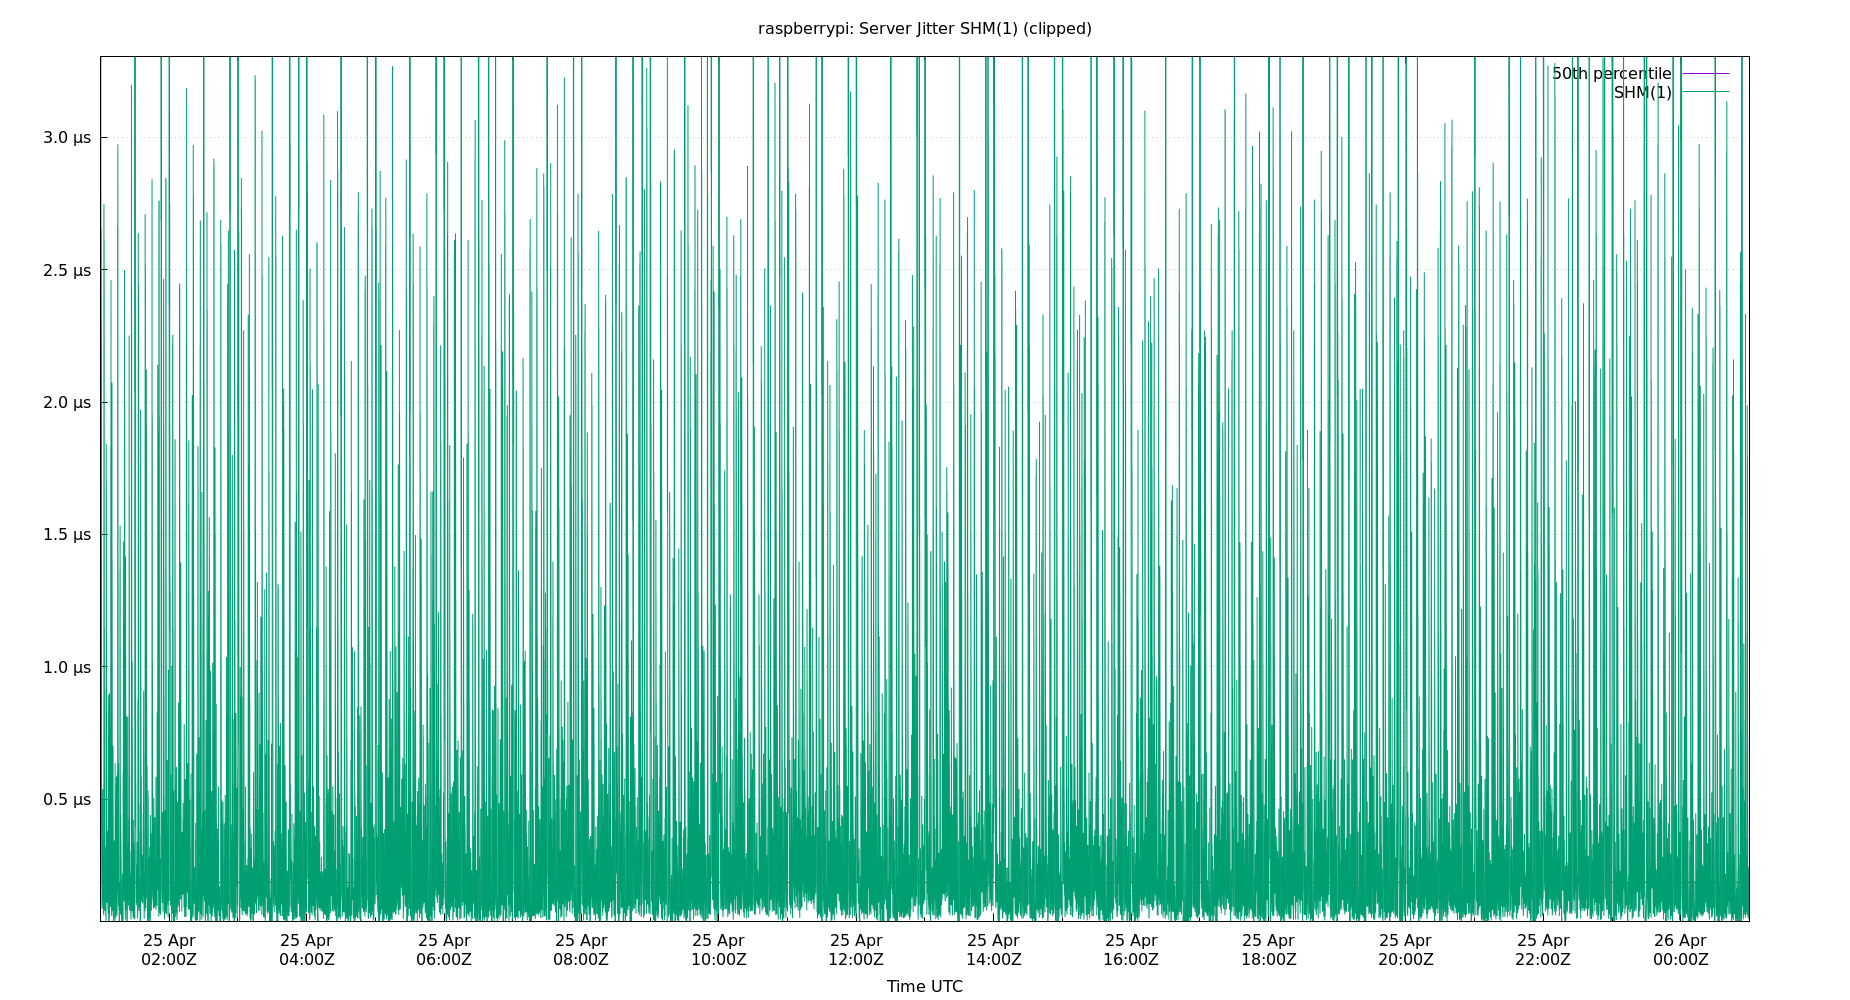 raspberrypi: Server Jitter SHM(1) (clipped)
50th percentile
SHM(1)
3.0 µs
2.5 µs
2.0 µs
1.5 µs
1.0 µs
0.5 µs
25 Apr 25 Apr 25 Apr 25 Apr 25 Apr 25 Apr 25 Apr 25 Apr 25 Apr 25 Apr 25 Apr 26 Apr
02:00Z 04:00Z 06:00Z 08:00Z 10:00Z 12:00Z 14:00Z 16:00Z 18:00Z 20:00Z 22:00Z 00:00Z
Time UTC